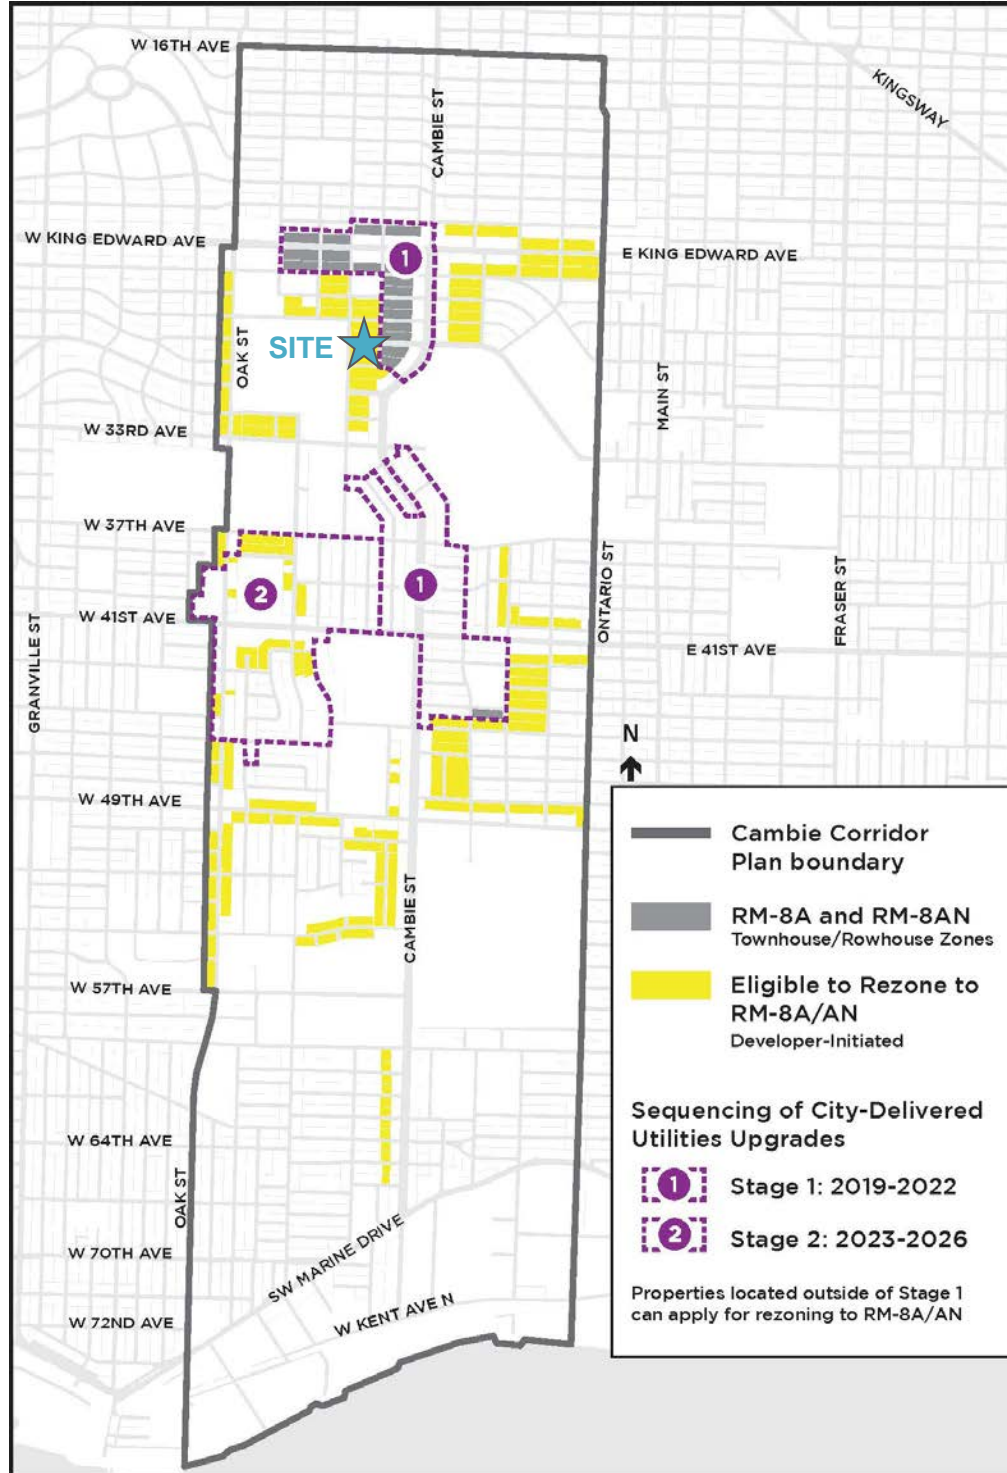 W 16TH AVE
KINGSWAY
CAMBIE ST
W KING EDWARD AVE
E KING EDWARD AVE
1
SITE
OAK ST
MAIN ST
W 33RD AVE
W 37TH AVE
ONTARIO ST
FRASER ST
2
1
W 41ST AVE
E 41ST AVE
GRANVILLE ST
N
W 49TH AVE
CAMBIE ST
W 57TH AVE
W 64TH AVE
OAK ST
SW MARINE DRIVE
W 70TH AVE
W KENT AVE N
W 72ND AVE
Cambie Corridor
Plan boundary
RM-8A and RM-8AN
Townhouse/Rowhouse Zones
Eligible to Rezone to
RM-8A/AN
Developer-Initiated
Sequencing of City-Delivered
Utilities Upgrades
1 Stage 1: 2019-2022
2 Stage 2: 2023-2026
Properties located outside of Stage 1
can apply for rezoning to RM-8A/AN